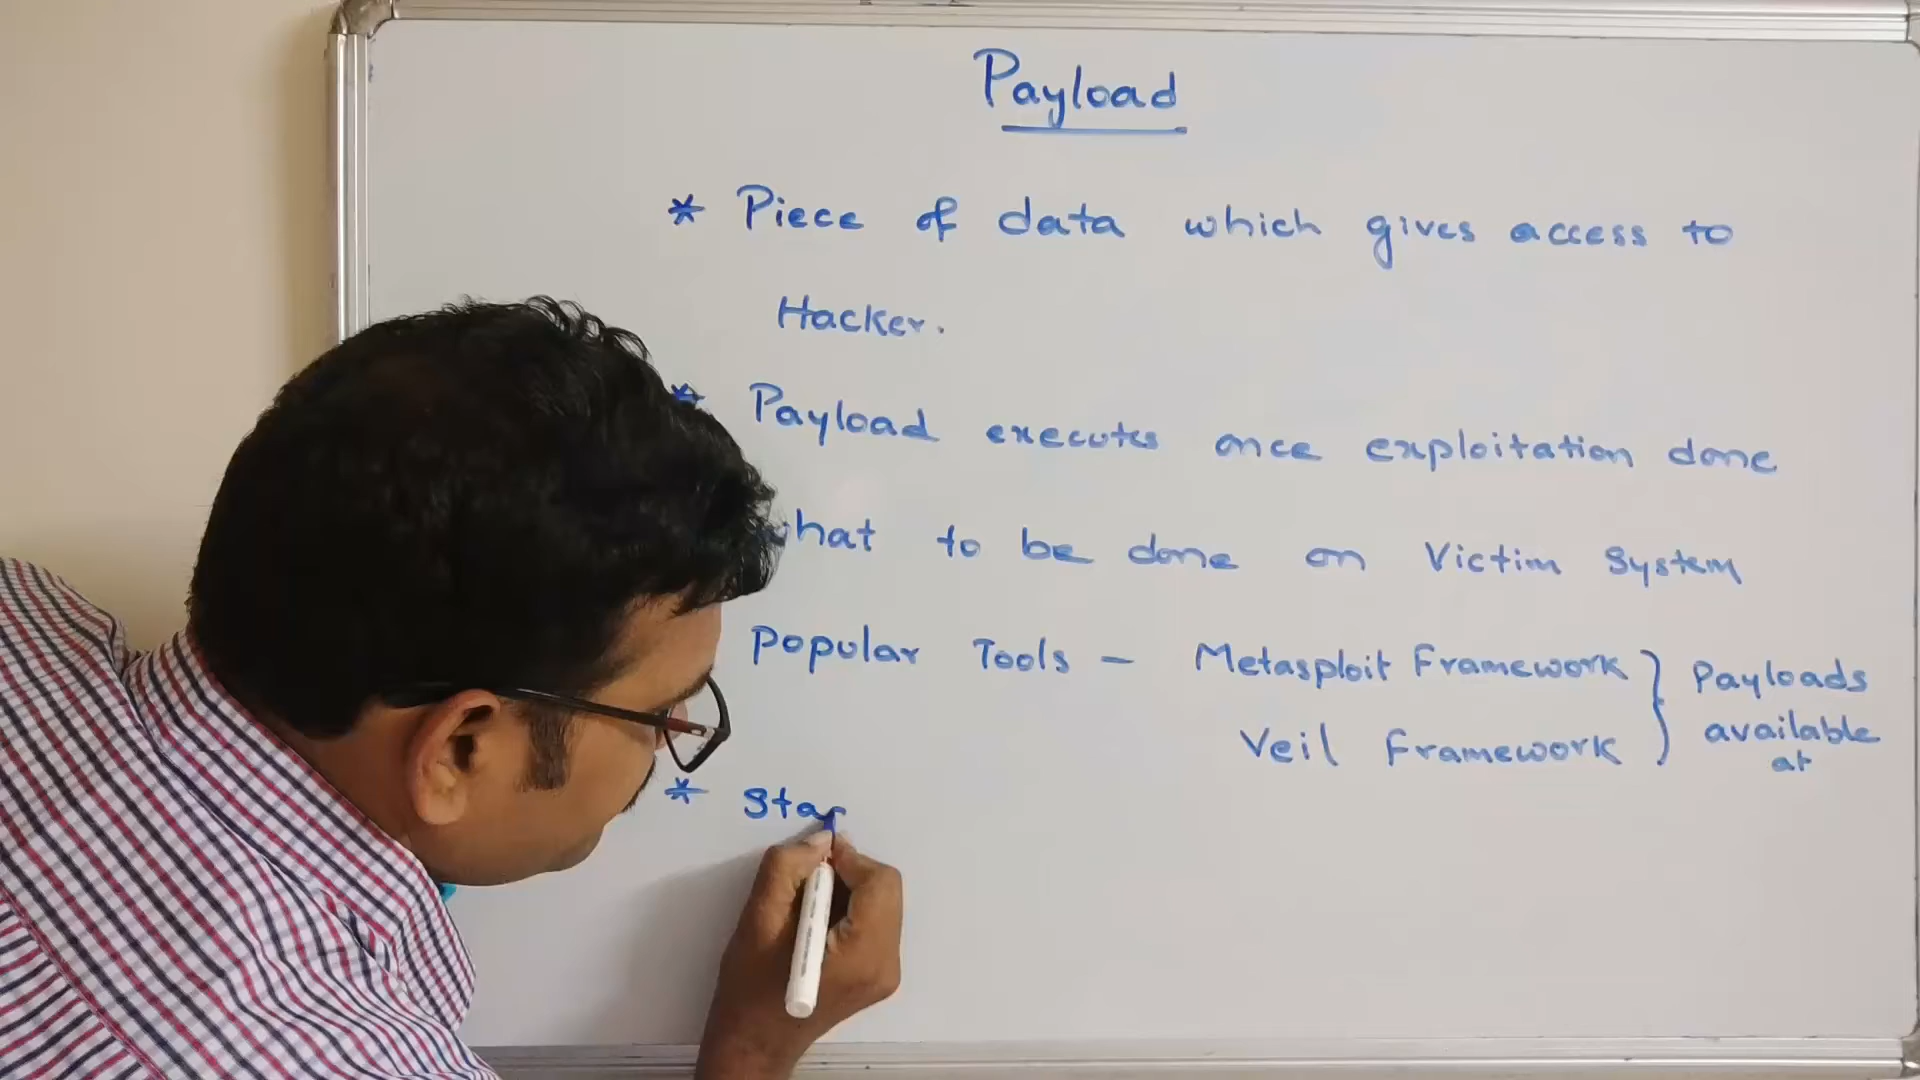 Payload
* Piece of data which gives access to
Hacker.
* Payload executes once exploitation done
what to be done on Victim System
Popular Tools - Metasploit Framework } Payloads
Veil Framework available
at
* Sta